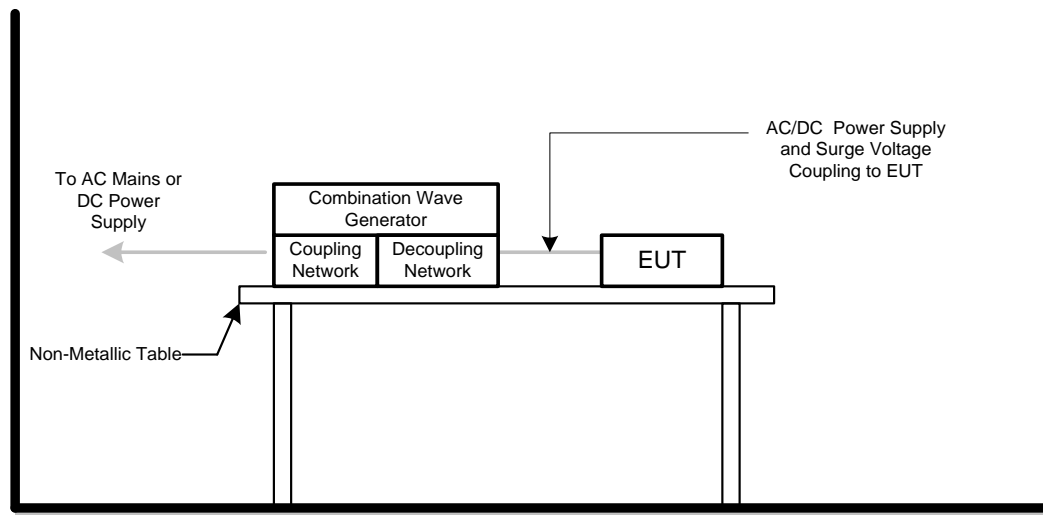 AC/DC  Power Supply
and Surge Voltage
Coupling to EUT
To AC Mains or
DC Power
Supply
Combination Wave
Generator
Coupling
Network
Decoupling
Network
EUT
Non-Metallic Table